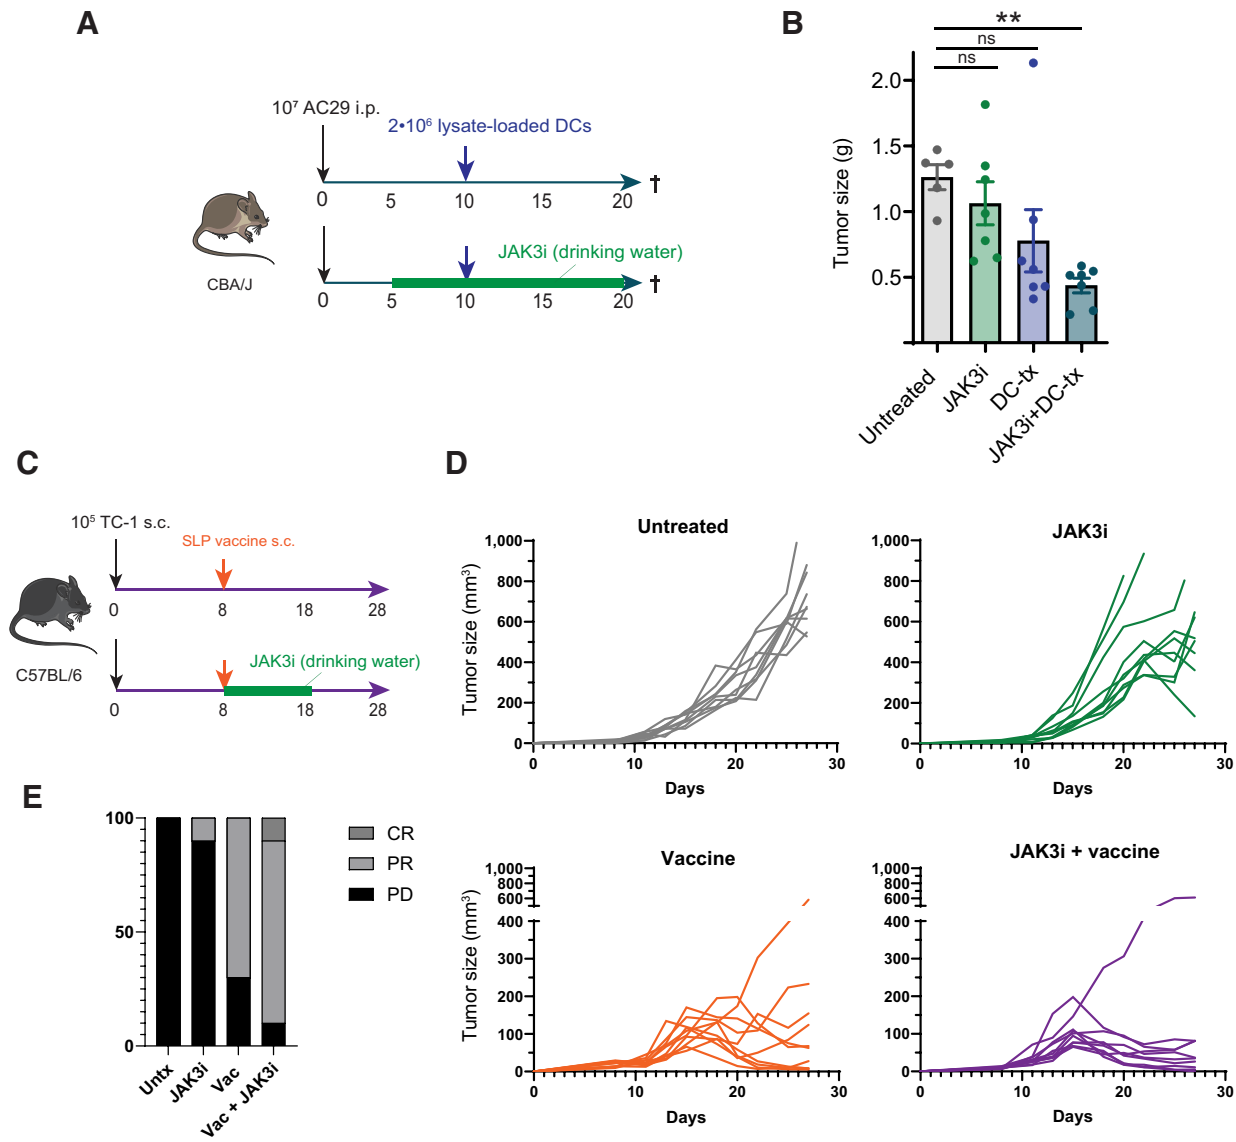 A
10⁷ AC29 i.p.
2•10⁶ lysate-loaded DCs
0 5 10 15 20 †
JAK3i (drinking water)
0 5 10 15 20 †
CBA/J
B
**
ns
ns
2.0
1.5
1.0
0.5
Tumor size (g)
Untreated
JAK3i
DC-tx
JAK3i+DC-tx
C
10⁵ TC-1 s.c.
SLP vaccine s.c.
0 8 18 28
JAK3i (drinking water)
0 8 18 28
C57BL/6
D
Untreated
1,000
800
600
400
200
0
Tumor size (mm³)
0 10 20 30
Days
JAK3i
1,000
800
600
400
200
0
0 10 20 30
Days
Vaccine
1,000
800
600
400
300
200
100
0
Tumor size (mm³)
0 10 20 30
Days
JAK3i + vaccine
1,000
800
600
400
300
200
100
0
0 10 20 30
Days
E
100
50
0
Untx
JAK3i
Vac
Vac + JAK3i
CR
PR
PD